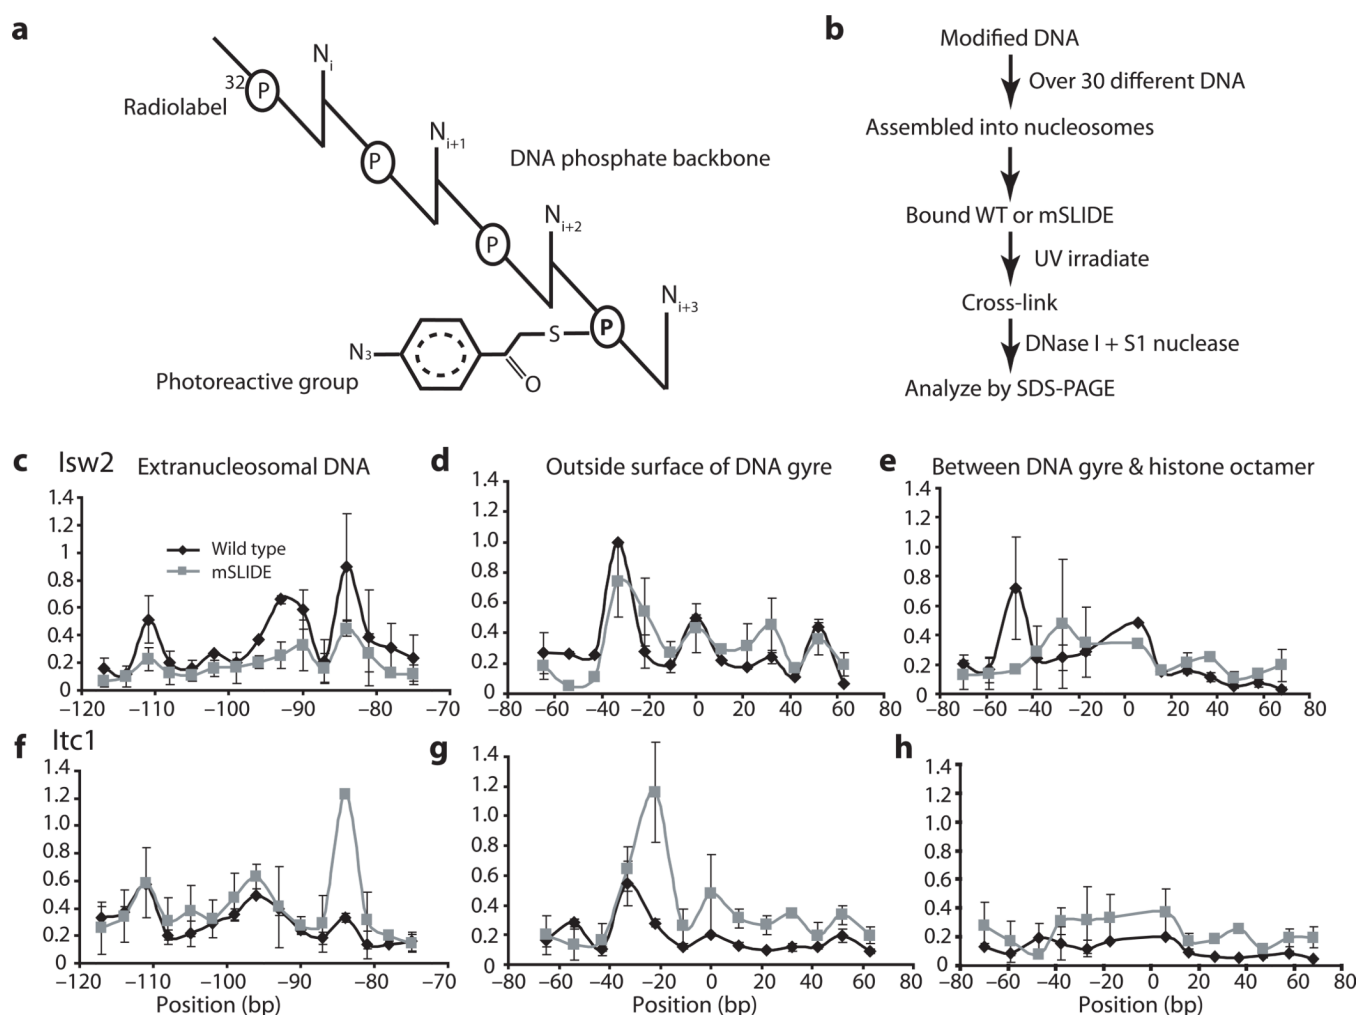 a
b
N i
32 P
Radiolabel
P
N i+1
DNA phosphate backbone
P
N i+2
N i+3
P
S
N3
O
Photoreactive group
Modified DNA
Over 30 different DNA
Assembled into nucleosomes
Bound WT or mSLIDE
UV irradiate
Cross-link
DNase I + S1 nuclease
Analyze by SDS-PAGE
c Isw2 Extranucleosomal DNA
1.4
1.2
1
0.8
0.6
0.4
0.2
0
Wild type
mSLIDE
−120 −110 −100 −90 −80 −70
d Outside surface of DNA gyre
1.4
1.2
1.0
0.8
0.6
0.4
0.2
0
−80 −60 −40 −20 0 20 40 60 80
e Between DNA gyre & histone octamer
1.4
1.2
1.0
0.8
0.6
0.4
0.2
0
−80 −60 −40 −20 0 20 40 60 80
f Itc1
1.4
1.2
1.0
0.8
0.6
0.4
0.2
0
−120 −110 −100 −90 −80 −70
Position (bp)
g
1.4
1.2
1.0
0.8
0.6
0.4
0.2
0
−80 −60 −40 −20 0 20 40 60 80
Position (bp)
h
1.4
1.2
1.0
0.8
0.6
0.4
0.2
0
−80 −60 −40 −20 0 20 40 60 80
Position (bp)